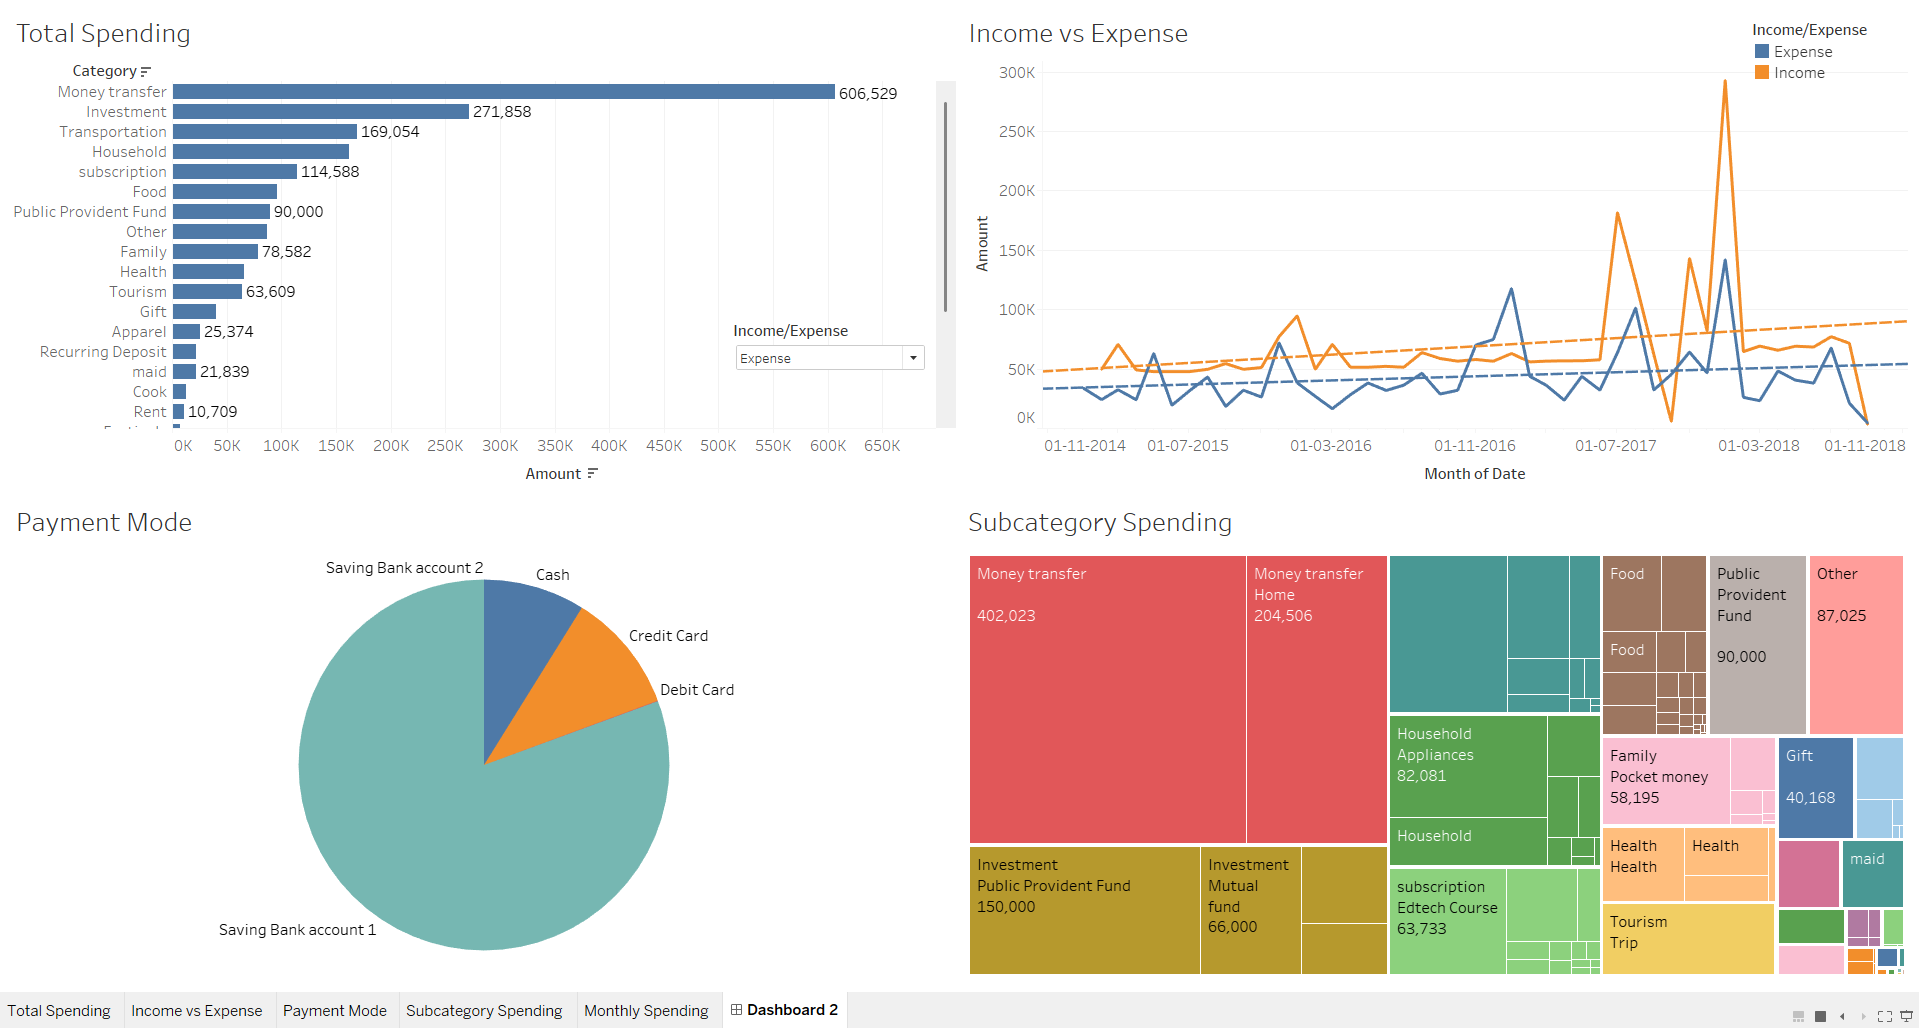 Total Spending
Category
Money transfer 606,529
Investment 271,858
Transportation 169,054
Household
subscription 114,588
Food
Public Provident Fund 90,000
Other
Family 78,582
Health
Tourism 63,609
Gift
Apparel 25,374
Recurring Deposit
maid 21,839
Cook
Rent 10,709
0K 50K 100K 150K 200K 250K 300K 350K 400K 450K 500K 550K 600K 650K
Amount
Income/Expense
Expense
Income vs Expense
Income/Expense
Expense
Income
300K
250K
200K
150K
100K
50K
0K
Amount
01-11-2014 01-07-2015 01-03-2016 01-11-2016 01-07-2017 01-03-2018 01-11-2018
Month of Date
Payment Mode
Saving Bank account 2
Cash
Credit Card
Debit Card
Saving Bank account 1
Subcategory Spending
Money transfer
402,023
Money transfer
Home
204,506
Investment
Public Provident Fund
150,000
Investment
Mutual
fund
66,000
Household
Appliances
82,081
Household
subscription
Edtech Course
63,733
Food
Food
Public
Provident
Fund
90,000
Other
87,025
Family
Pocket money
58,195
Gift
40,168
Health
Health
Health
maid
Tourism
Trip
Total Spending Income vs Expense Payment Mode Subcategory Spending Monthly Spending Dashboard 2